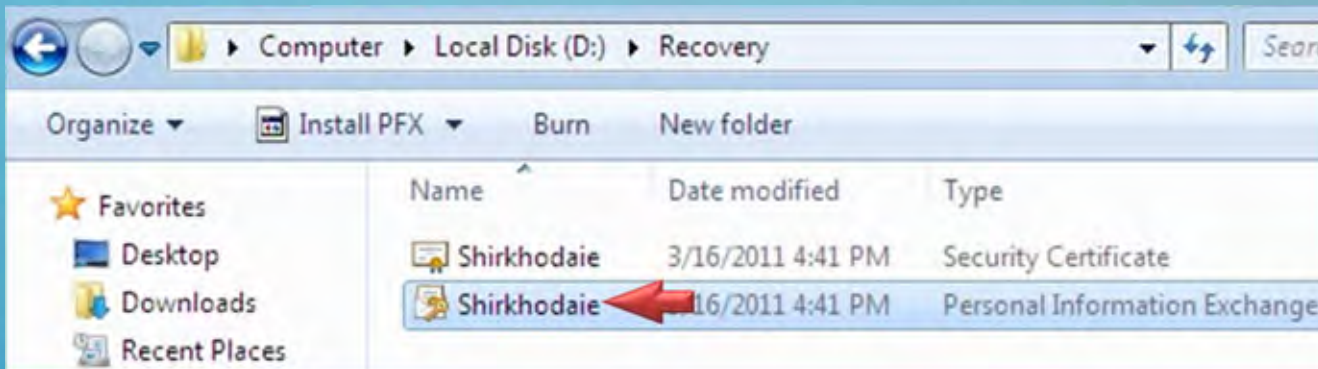 Computer Local Disk (D:) Recovery
Organize Install PFX Burn New folder
Favorites
Desktop
Downloads
Recent Places
Name Date modified Type
Shirkhodaie 3/16/2011 4:41 PM Security Certificate
Shirkhodaie /16/2011 4:41 PM Personal Information Exchange